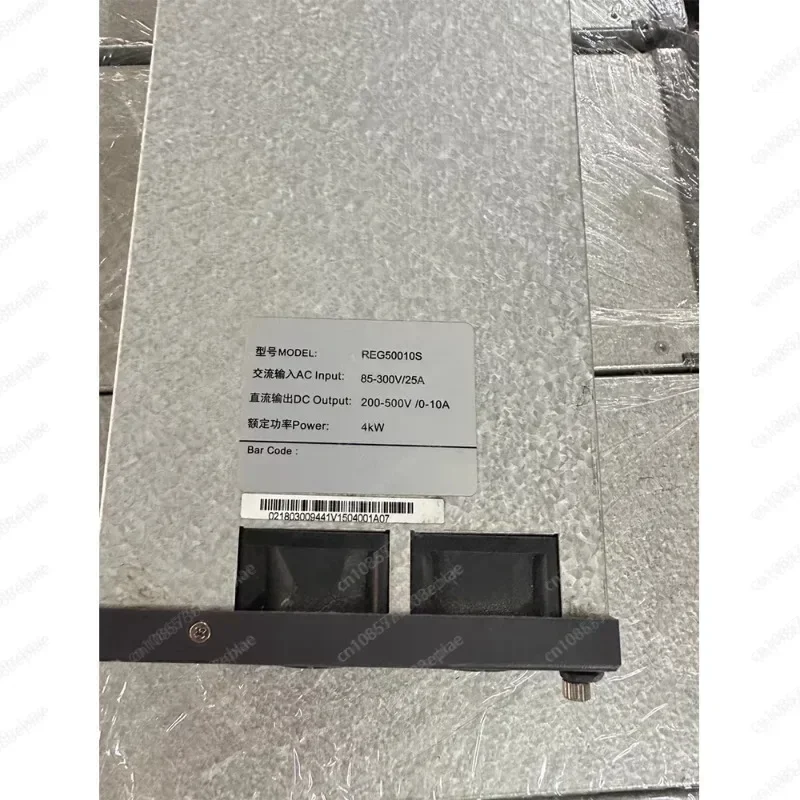 型号MODEL: REG50010S
交流输入AC Input: 85-300V/25A
直流输出DC Output: 200-500V /0-10A
额定功率Power: 4kW
Bar Code :
021803009441V1504001A07